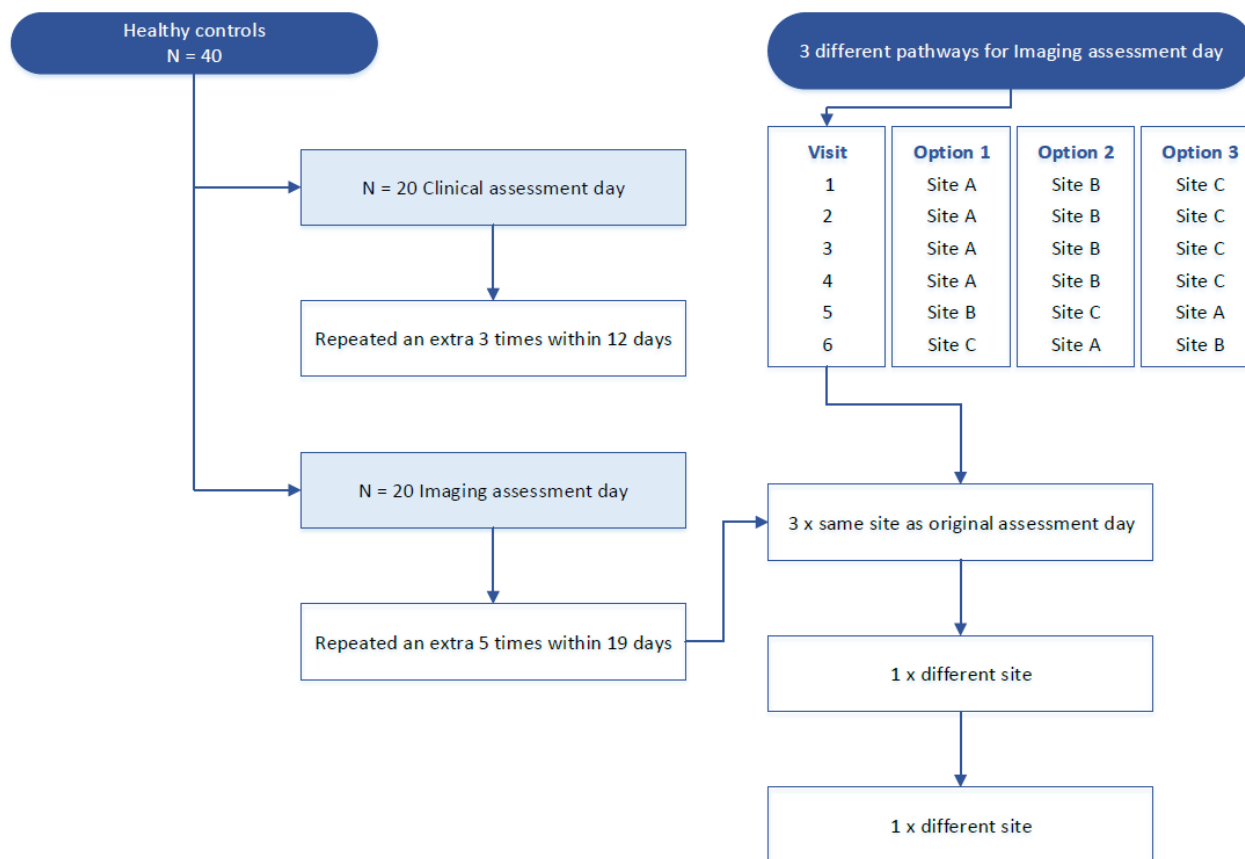 Healthy controls
N = 40
N = 20 Clinical assessment day
Repeated an extra 3 times within 12 days
N = 20 Imaging assessment day
Repeated an extra 5 times within 19 days
3 different pathways for Imaging assessment day
Visit Option 1 Option 2 Option 3
1 Site A Site B Site C
2 Site A Site B Site C
3 Site A Site B Site C
4 Site A Site B Site C
5 Site B Site C Site A
6 Site C Site A Site B
3 x same site as original assessment day
1 x different site
1 x different site